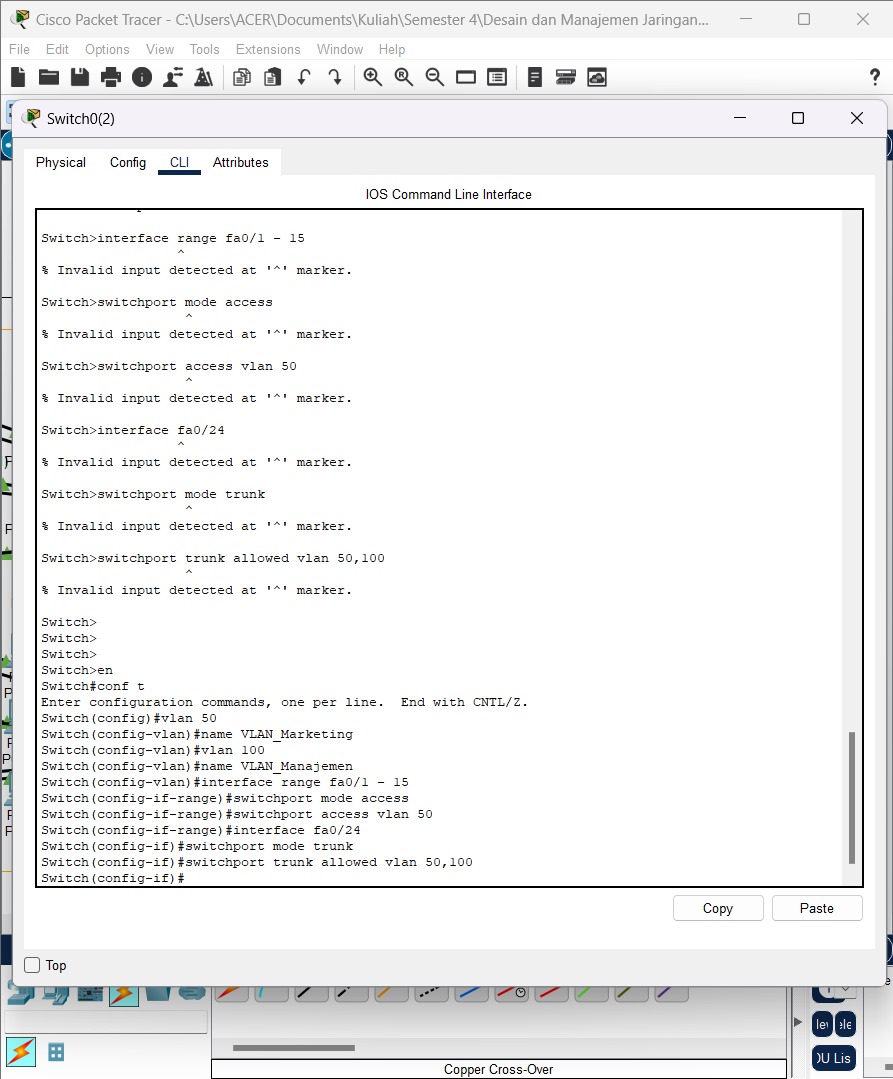 Cisco Packet Tracer - C:\Users\ACER\Documents\Kuliah\Semester 4\Desain dan Manajemen Jaringan...
File Edit Options View Tools Extensions Window Help
Switch0(2)
Physical Config CLI Attributes
IOS Command Line Interface
Switch>interface range fa0/1 - 15
^
% Invalid input detected at '^' marker.
Switch>switchport mode access
^
% Invalid input detected at '^' marker.
Switch>switchport access vlan 50
^
% Invalid input detected at '^' marker.
Switch>interface fa0/24
^
% Invalid input detected at '^' marker.
Switch>switchport mode trunk
^
% Invalid input detected at '^' marker.
Switch>switchport trunk allowed vlan 50,100
^
% Invalid input detected at '^' marker.
Switch>
Switch>
Switch>
Switch>en
Switch#conf t
Enter configuration commands, one per line.  End with CNTL/Z.
Switch(config)#vlan 50
Switch(config-vlan)#name VLAN_Marketing
Switch(config-vlan)#vlan 100
Switch(config-vlan)#name VLAN_Manajemen
Switch(config-vlan)#interface range fa0/1 - 15
Switch(config-if-range)#switchport mode access
Switch(config-if-range)#switchport access vlan 50
Switch(config-if-range)#interface fa0/24
Switch(config-if)#switchport mode trunk
Switch(config-if)#switchport trunk allowed vlan 50,100
Switch(config-if)#
Copy Paste
Top
Copper Cross-Over